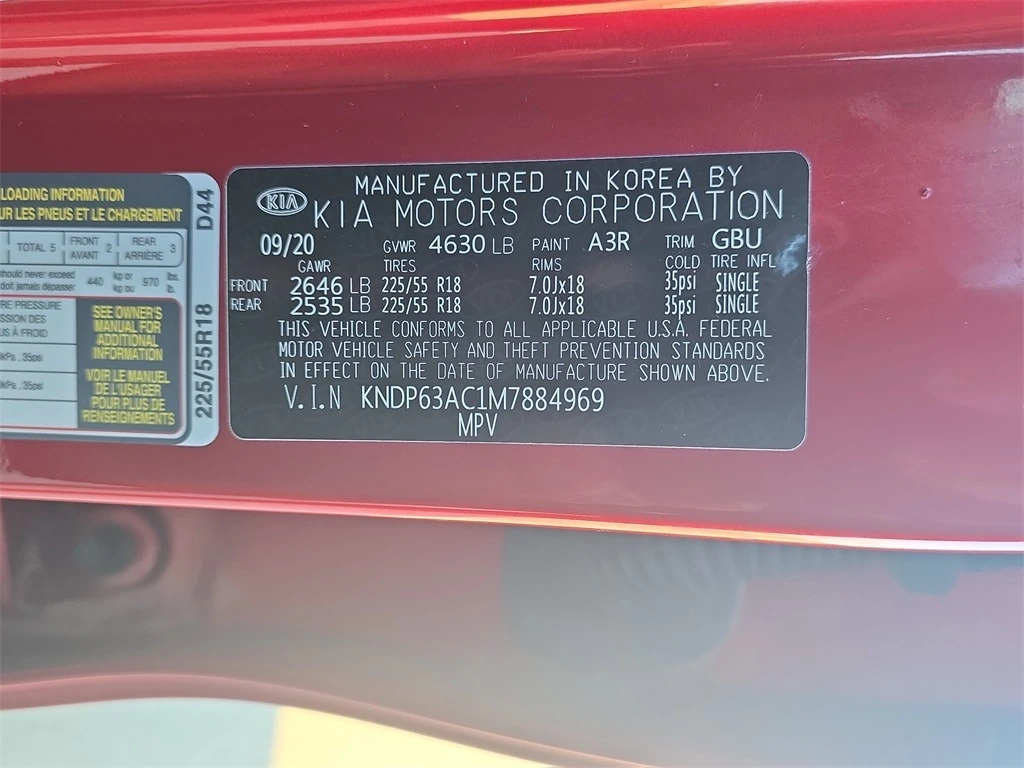 LOADING INFORMATION
UR LES PNEUS ET LE CHARGEMENT
TOTAL 5 FRONT AVANT 2 REAR ARRIÈRE 3
should never exceed 440 kg or 970 lbs.
doit jamais dépasser kg ou lb.
RE PRESSURE
SSION DES
US À FROID
kPa , 35psi
kPa , 35psi
SEE OWNER'S
MANUAL FOR
ADDITIONAL
INFORMATION
VOIR LE MANUEL
DE L'USAGER
POUR PLUS DE
RENSEIGNEMENTS
225/55R18 D44
KIA
MANUFACTURED IN KOREA BY
KIA MOTORS CORPORATION
09/20 GVWR 4630 LB PAINT A3R TRIM GBU
GAWR TIRES RIMS COLD TIRE INFL
FRONT 2646 LB 225/55 R18 7.0Jx18 35psi SINGLE
REAR 2535 LB 225/55 R18 7.0Jx18 35psi SINGLE
THIS VEHICLE CONFORMS TO ALL APPLICABLE U.S.A. FEDERAL
MOTOR VEHICLE SAFETY AND THEFT PREVENTION STANDARDS
IN EFFECT ON THE DATE OF MANUFACTURE SHOWN ABOVE.
V.I.N KNDP63AC1M7884969
MPV